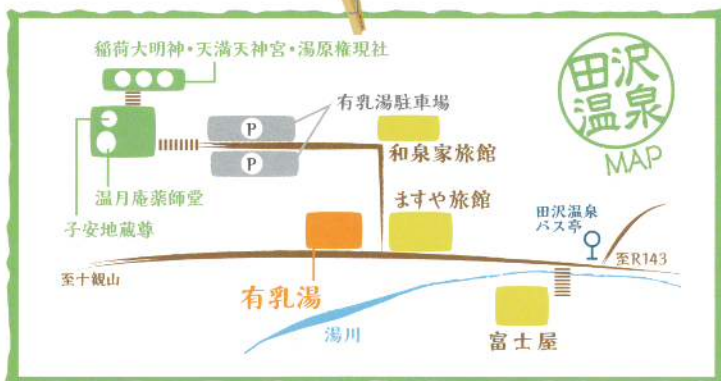 稲荷大明神・天満天神宮・湯原権現社
田沢
温泉
MAP
有乳湯駐車場
P
P
和泉家旅館
温月庵薬師堂
子安地蔵尊
ますや旅館
田沢温泉
バス亭
至R143
至十観山
有乳湯
湯川
富士屋